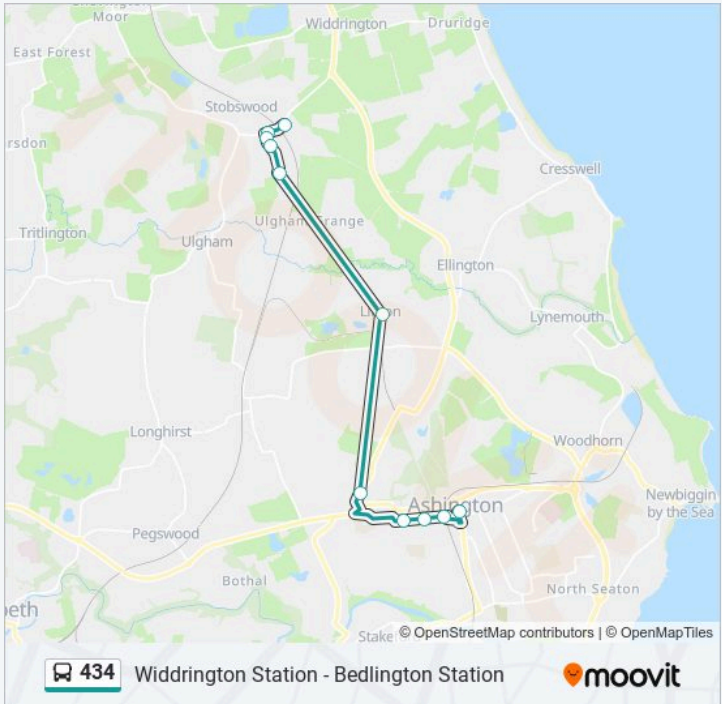 Widdrington
Druridge
Moor
East Forest
Stobswood
rsdon
Cresswell
Ulgham Grange
Tritlington
Ulgham
Ellington
Lynemouth
Longhirst
Woodhorn
Ashington
Newbiggin
by the Sea
Pegswood
Bothal
North Seaton
peth
Stake
© OpenStreetMap contributors | © OpenMapTiles
434 Widdrington Station - Bedlington Station moovit